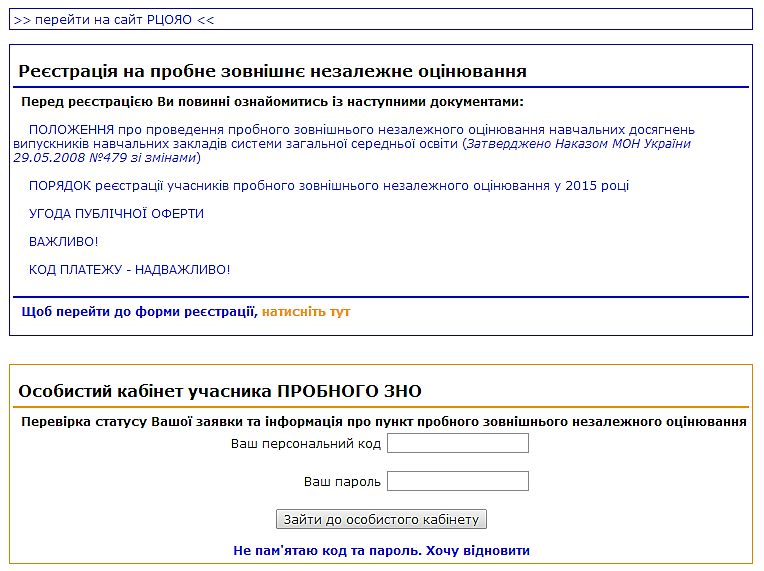 >> перейти на сайт РЦОЯО <<
Реєстрація на пробне зовнішнє незалежне оцінювання
Перед реєстрацією Ви повинні ознайомитись із наступними документами:
ПОЛОЖЕННЯ про проведення пробного зовнішнього незалежного оцінювання навчальних досягнень
випускників навчальних закладів системи загальної середньої освіти (Затверджено Наказом МОН України
29.05.2008 №479 зі змінами)
ПОРЯДОК реєстрації учасників пробного зовнішнього незалежного оцінювання у 2015 році
УГОДА ПУБЛІЧНОЇ ОФЕРТИ
ВАЖЛИВО!
КОД ПЛАТЕЖУ - НАДВАЖЛИВО!
Щоб перейти до форми реєстрації, натисніть тут
Особистий кабінет учасника ПРОБНОГО ЗНО
Перевірка статусу Вашої заявки та інформація про пункт пробного зовнішнього незалежного оцінювання
Ваш персональний код
Ваш пароль
Зайти до особистого кабінету
Не пам'ятаю код та пароль. Хочу відновити